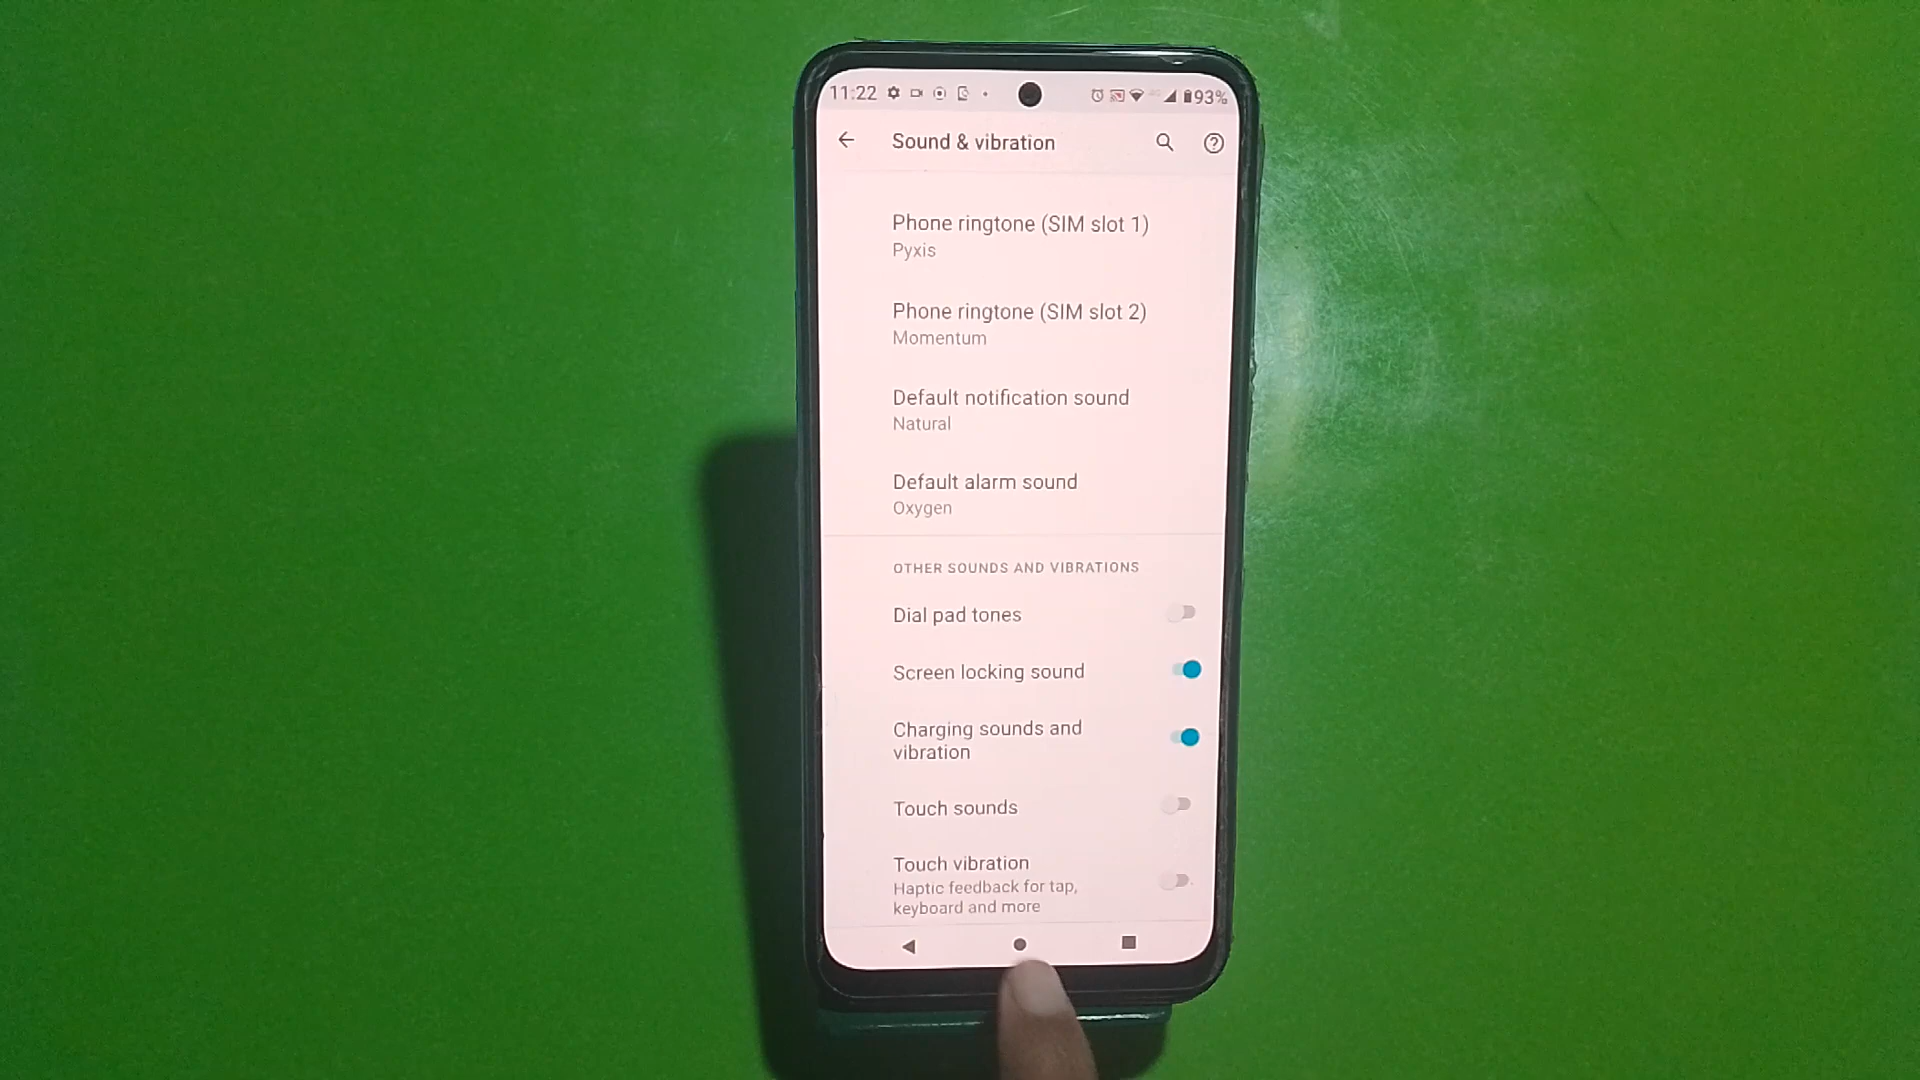 11:22 93%
Sound & vibration
Phone ringtone (SIM slot 1)
Pyxis
Phone ringtone (SIM slot 2)
Momentum
Default notification sound
Natural
Default alarm sound
Oxygen
OTHER SOUNDS AND VIBRATIONS
Dial pad tones
Screen locking sound
Charging sounds and
vibration
Touch sounds
Touch vibration
Haptic feedback for tap,
keyboard and more